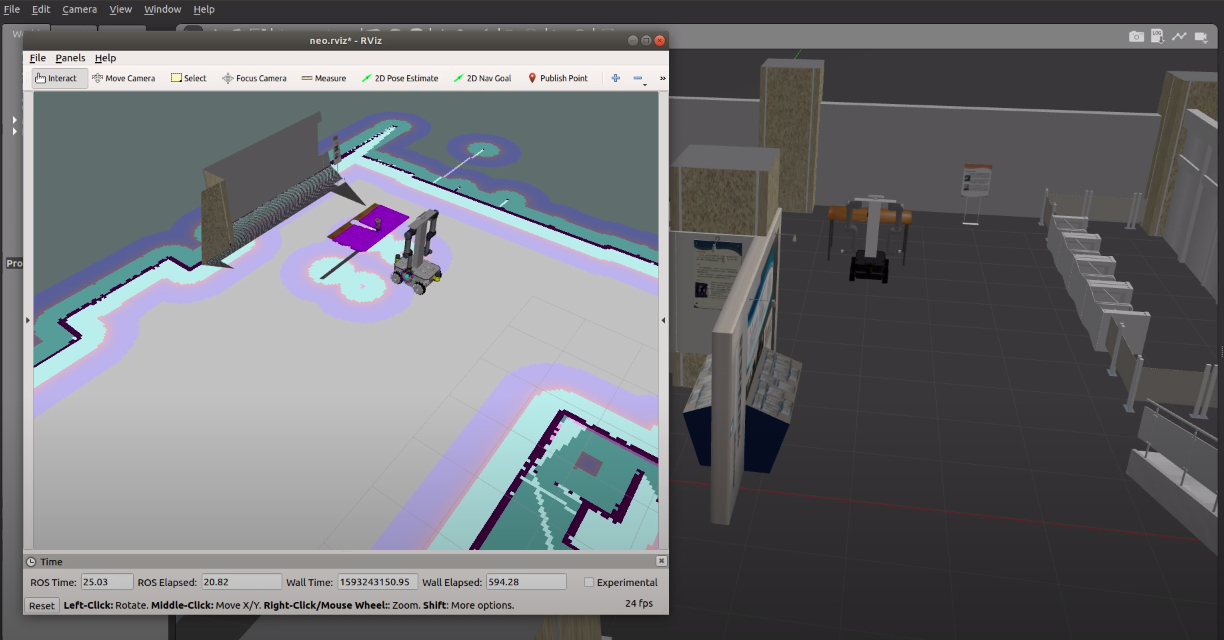 File Edit Camera View Window Help
neo.rviz* - RViz
File Panels Help
Interact Move Camera Select Focus Camera Measure 2D Pose Estimate 2D Nav Goal Publish Point »
Time
ROS Time: 25.03 ROS Elapsed: 20.82 Wall Time: 1593243150.95 Wall Elapsed: 594.28 Experimental
Reset Left-Click: Rotate. Middle-Click: Move X/Y. Right-Click/Mouse Wheel:: Zoom. Shift: More options. 24 fps